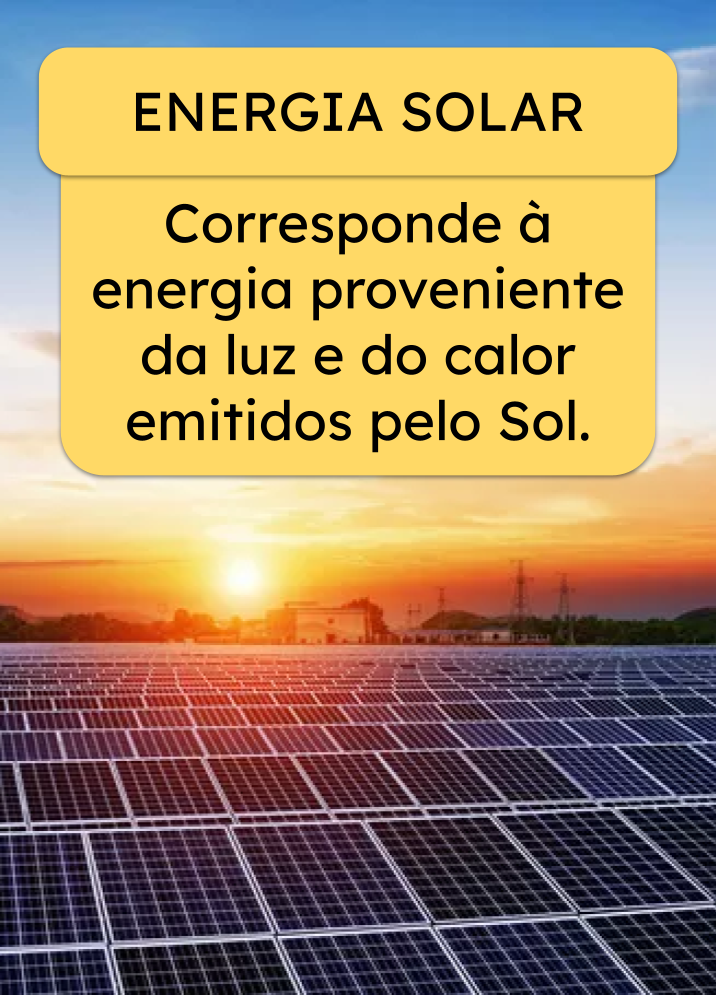 ENERGIA SOLAR
Corresponde à
energia proveniente
da luz e do calor
emitidos pelo Sol.